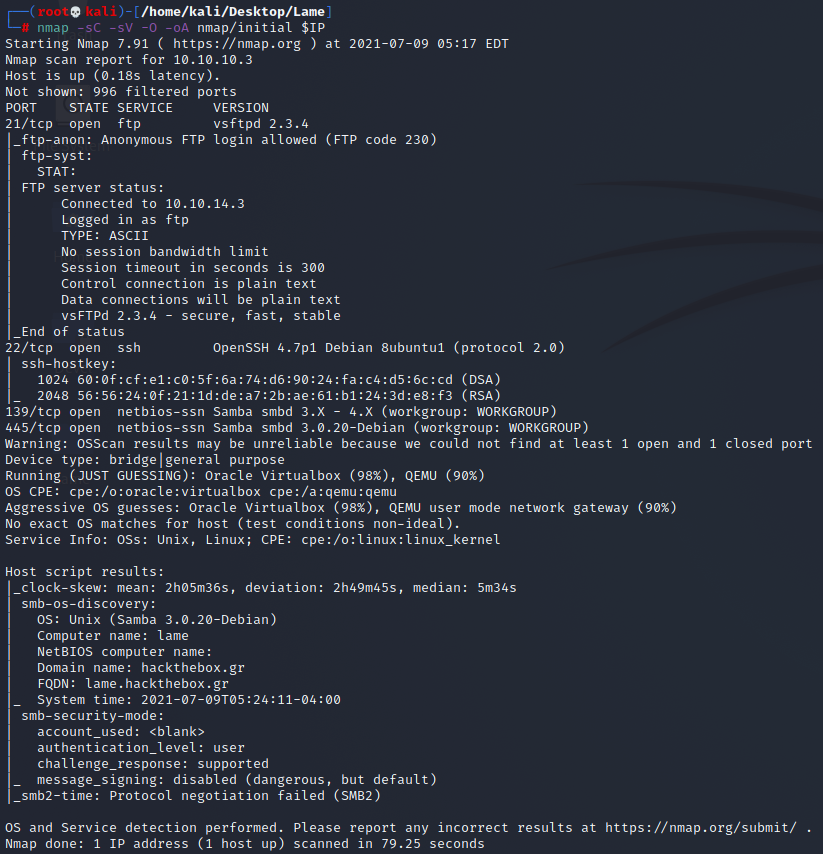 ┌──(root💀kali)-[/home/kali/Desktop/Lame]
└─# nmap -sC -sV -O -oA nmap/initial $IP
Starting Nmap 7.91 ( https://nmap.org ) at 2021-07-09 05:17 EDT
Nmap scan report for 10.10.10.3
Host is up (0.18s latency).
Not shown: 996 filtered ports
PORT    STATE SERVICE     VERSION
21/tcp  open  ftp         vsftpd 2.3.4
|_ftp-anon: Anonymous FTP login allowed (FTP code 230)
| ftp-syst:
|   STAT:
| FTP server status:
|      Connected to 10.10.14.3
|      Logged in as ftp
|      TYPE: ASCII
|      No session bandwidth limit
|      Session timeout in seconds is 300
|      Control connection is plain text
|      Data connections will be plain text
|      vsFTPd 2.3.4 - secure, fast, stable
|_End of status
22/tcp  open  ssh         OpenSSH 4.7p1 Debian 8ubuntu1 (protocol 2.0)
| ssh-hostkey:
|   1024 60:0f:cf:e1:c0:5f:6a:74:d6:90:24:fa:c4:d5:6c:cd (DSA)
|_  2048 56:56:24:0f:21:1d:de:a7:2b:ae:61:b1:24:3d:e8:f3 (RSA)
139/tcp open  netbios-ssn Samba smbd 3.X - 4.X (workgroup: WORKGROUP)
445/tcp open  netbios-ssn Samba smbd 3.0.20-Debian (workgroup: WORKGROUP)
Warning: OSScan results may be unreliable because we could not find at least 1 open and 1 closed port
Device type: bridge|general purpose
Running (JUST GUESSING): Oracle Virtualbox (98%), QEMU (90%)
OS CPE: cpe:/o:oracle:virtualbox cpe:/a:qemu:qemu
Aggressive OS guesses: Oracle Virtualbox (98%), QEMU user mode network gateway (90%)
No exact OS matches for host (test conditions non-ideal).
Service Info: OSs: Unix, Linux; CPE: cpe:/o:linux:linux_kernel

Host script results:
|_clock-skew: mean: 2h05m36s, deviation: 2h49m45s, median: 5m34s
| smb-os-discovery:
|   OS: Unix (Samba 3.0.20-Debian)
|   Computer name: lame
|   NetBIOS computer name:
|   Domain name: hackthebox.gr
|   FQDN: lame.hackthebox.gr
|_  System time: 2021-07-09T05:24:11-04:00
| smb-security-mode:
|   account_used: <blank>
|   authentication_level: user
|   challenge_response: supported
|_  message_signing: disabled (dangerous, but default)
|_smb2-time: Protocol negotiation failed (SMB2)

OS and Service detection performed. Please report any incorrect results at https://nmap.org/submit/ .
Nmap done: 1 IP address (1 host up) scanned in 79.25 seconds